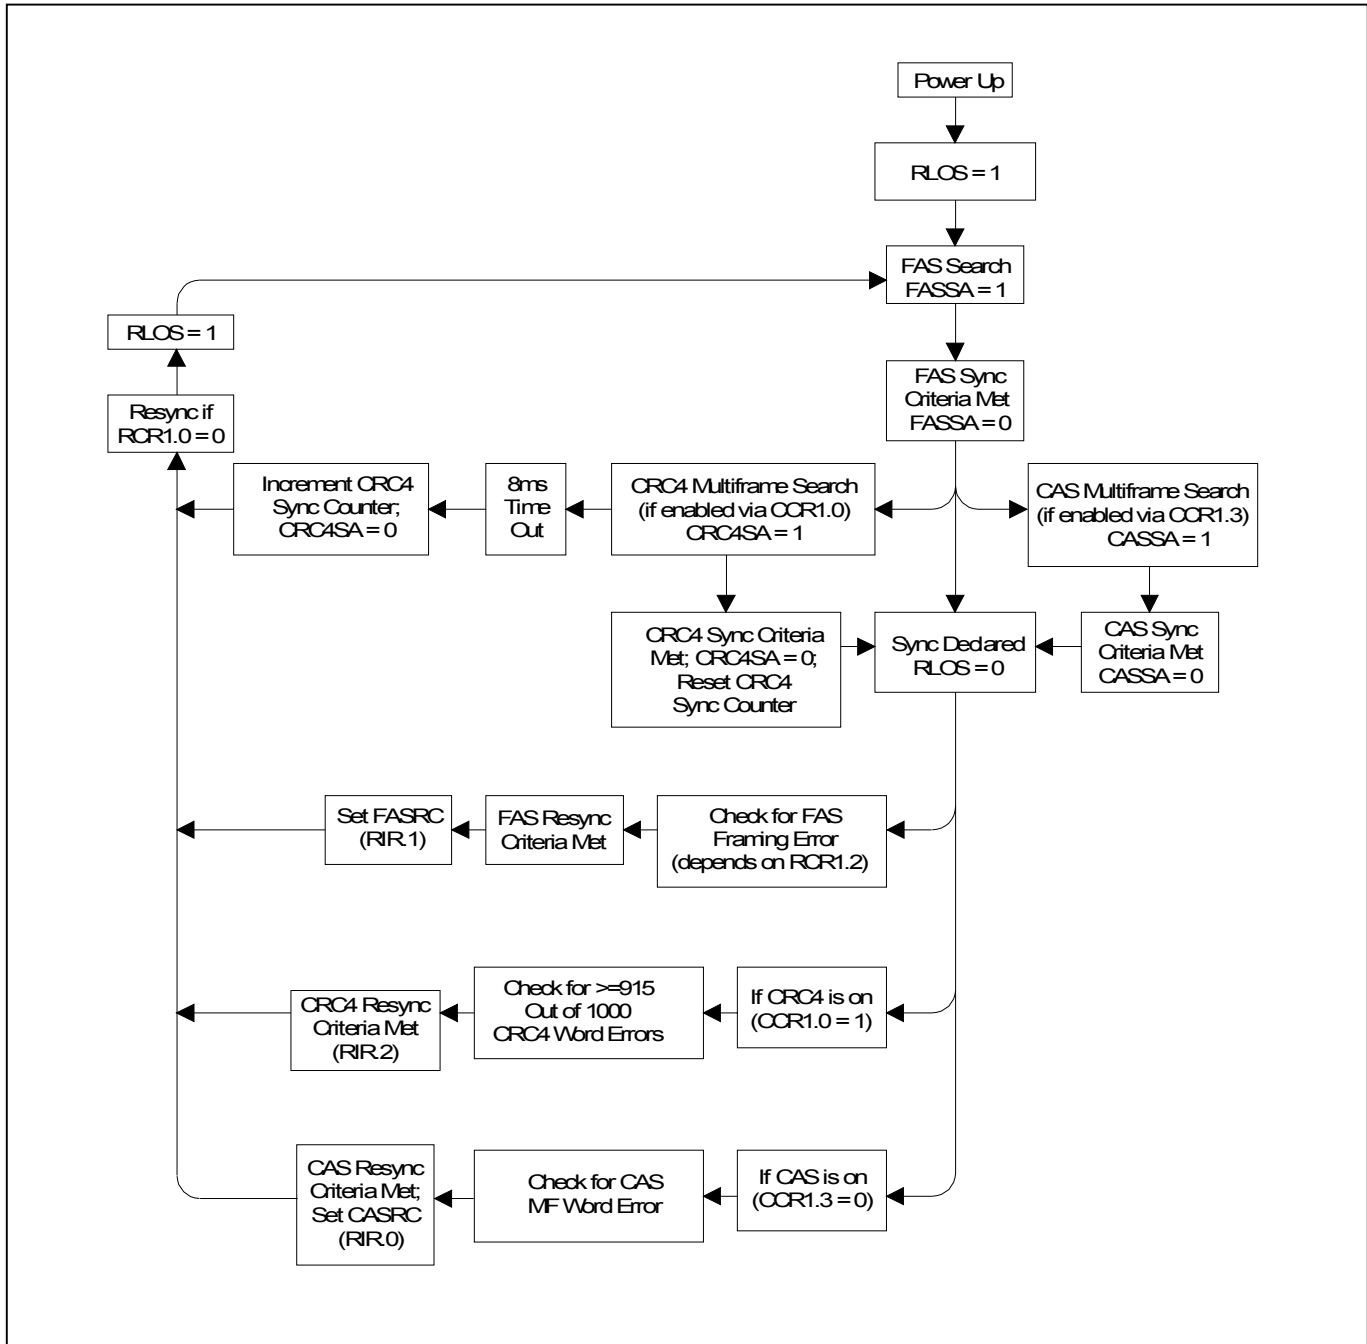 Power Up
RLOS = 1
FAS Search
FASSA = 1
RLOS = 1
FAS Sync
Criteria Met
FASSA = 0
Resync if
RCR1.0 = 0
Increment CRC4
Sync Counter;
CRC4SA = 0
8ms
Time
Out
CRC4 Multiframe Search
(if enabled via CCR1.0)
CRC4SA = 1
CAS Multiframe Search
(if enabled via CCR1.3)
CASSA = 1
CRC4 Sync Criteria
Met; CRC4SA = 0;
Reset CRC4
Sync Counter
Sync Declared
RLOS = 0
CAS Sync
Criteria Met
CASSA = 0
Set FASRC
(RIR.1)
FAS Resync
Criteria Met
Check for FAS
Framing Error
(depends on RCR1.2)
CRC4 Resync
Criteria Met
(RIR.2)
Check for >=915
Out of 1000
CRC4 Word Errors
If CRC4 is on
(CCR1.0 = 1)
CAS Resync
Criteria Met;
Set CASRC
(RIR.0)
Check for CAS
MF Word Error
If CAS is on
(CCR1.3 = 0)